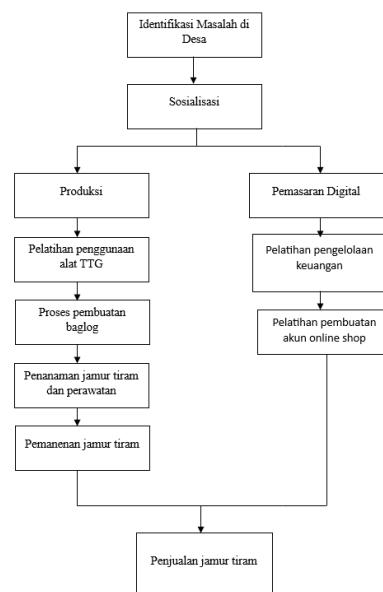 Identifikasi Masalah di
Desa
Sosialisasi
Produksi
Pemasaran Digital
Pelatihan penggunaan
alat TTG
Pelatihan pengelolaan
keuangan
Proses pembuatan
baglog
Pelatihan pembuatan
akun online shop
Penanaman jamur tiram
dan perawatan
Pemanenan jamur tiram
Penjualan jamur tiram